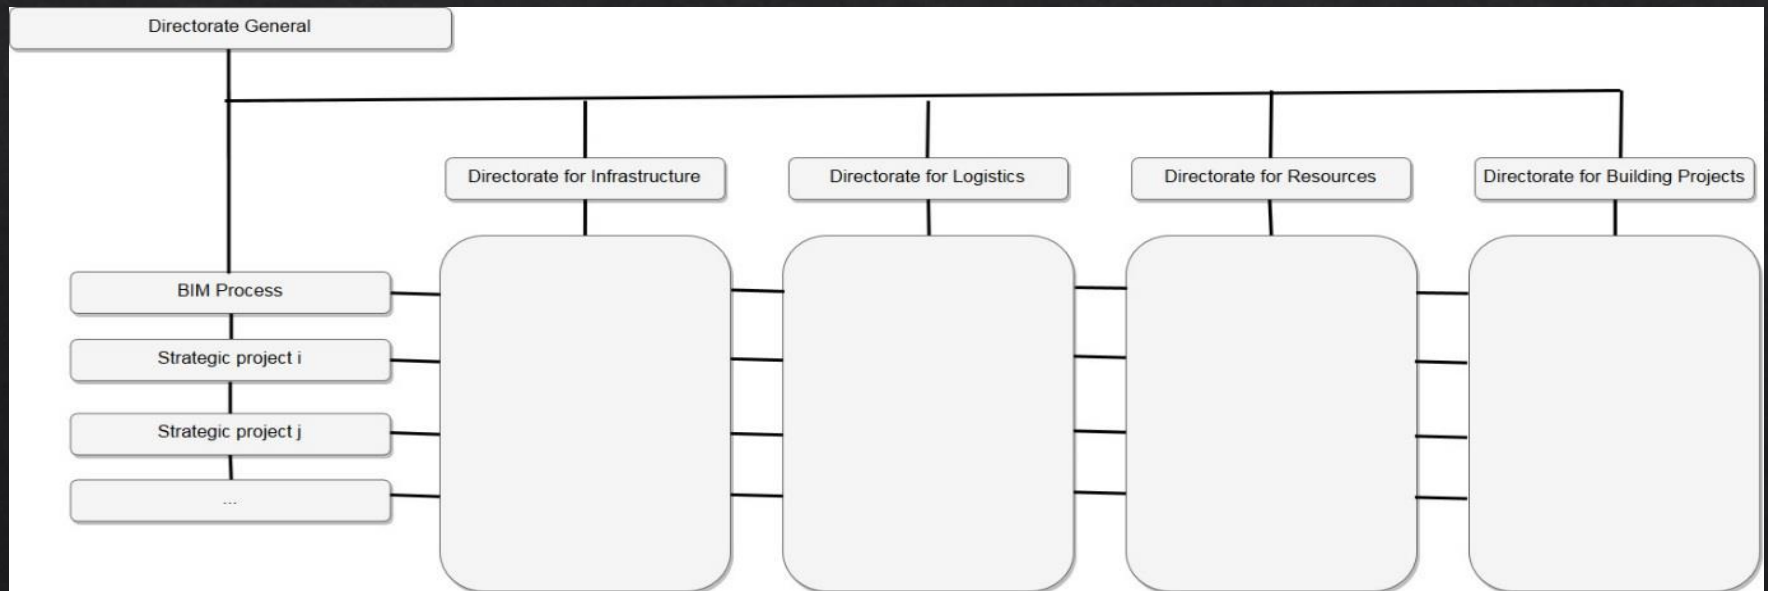 Directorate General
Directorate for Infrastructure
Directorate for Logistics
Directorate for Resources
Directorate for Building Projects
BIM Process
Strategic project i
Strategic project j
...